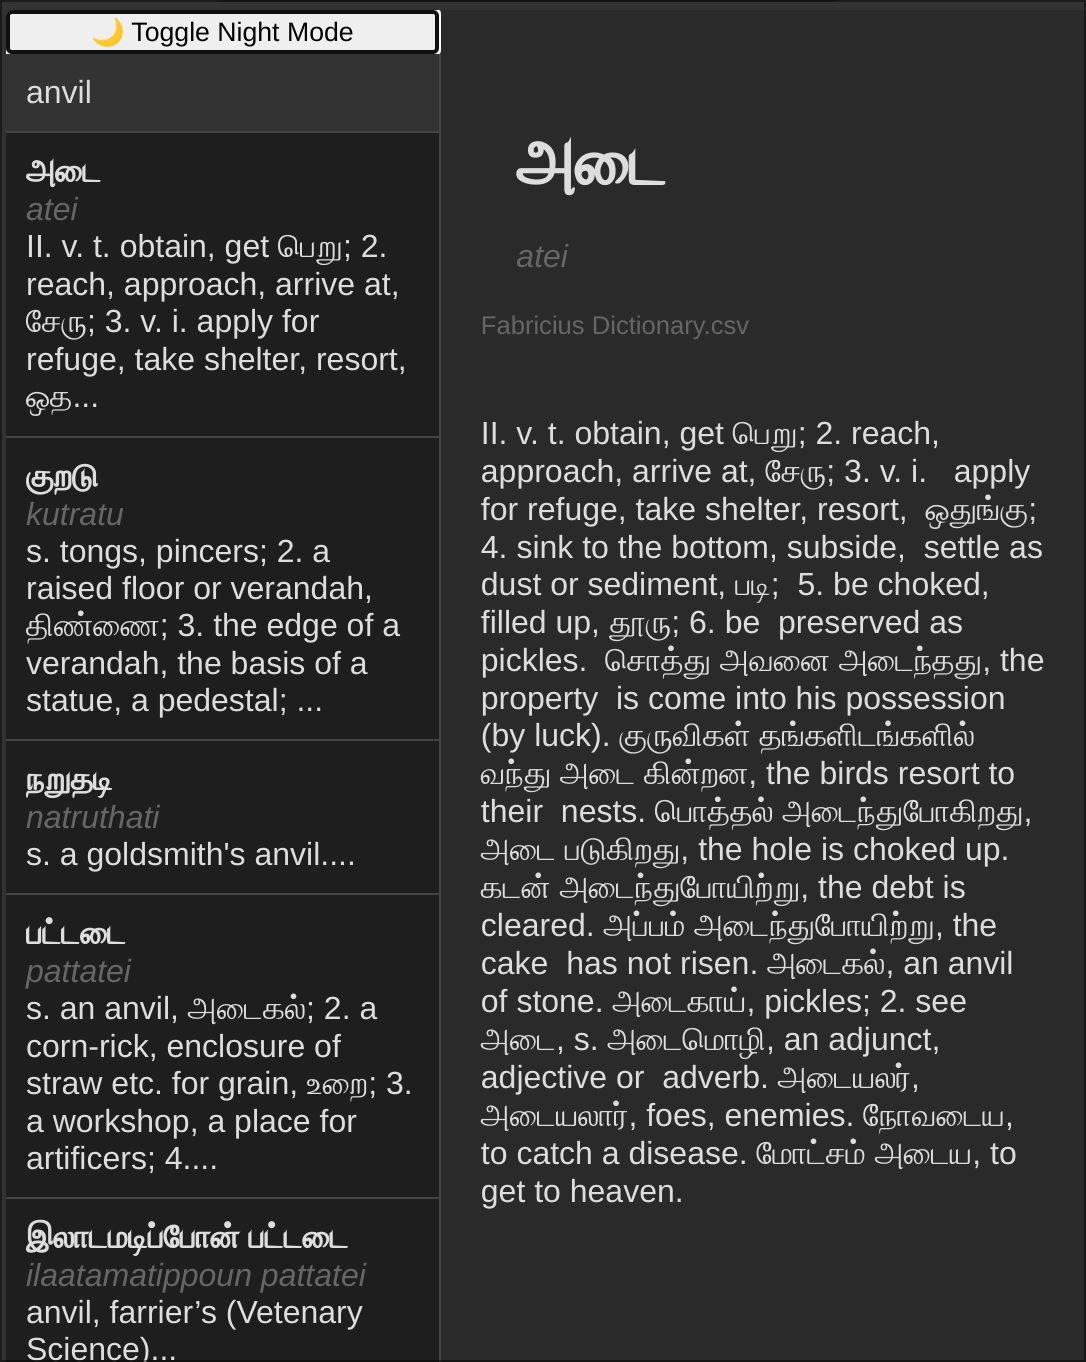 🌙 Toggle Night Mode
anvil
அடை
atei
II. v. t. obtain, get பெறு; 2.
reach, approach, arrive at,
சேரு; 3. v. i. apply for
refuge, take shelter, resort,
ஒத...
குறடு
kutratu
s. tongs, pincers; 2. a
raised floor or verandah,
திண்ணை; 3. the edge of a
verandah, the basis of a
statue, a pedestal; ...
நறுதடி
natruthati
s. a goldsmith's anvil....
பட்டடை
pattatei
s. an anvil, அடைகல்; 2. a
corn-rick, enclosure of
straw etc. for grain, உறை; 3.
a workshop, a place for
artificers; 4....
இலாடமடிப்போன் பட்டடை
ilaatamatippoun pattatei
anvil, farrier’s (Vetenary
Science)...
அடை
atei
Fabricius Dictionary.csv
II. v. t. obtain, get பெறு; 2. reach,
approach, arrive at, சேரு; 3. v. i. apply
for refuge, take shelter, resort, ஒதுங்கு;
4. sink to the bottom, subside, settle as
dust or sediment, படி; 5. be choked,
filled up, தூரு; 6. be preserved as
pickles. சொத்து அவனை அடைந்தது, the
property is come into his possession
(by luck). குருவிகள் தங்களிடங்களில்
வந்து அடை கின்றன, the birds resort to
their nests. பொத்தல் அடைந்துபோகிறது,
அடை படுகிறது, the hole is choked up.
கடன் அடைந்துபோயிற்று, the debt is
cleared. அப்பம் அடைந்துபோயிற்று, the
cake has not risen. அடைகல், an anvil
of stone. அடைகாய், pickles; 2. see
அடை, s. அடைமொழி, an adjunct,
adjective or adverb. அடையலர்,
அடையலார், foes, enemies. நோவடைய,
to catch a disease. மோட்சம் அடைய, to
get to heaven.